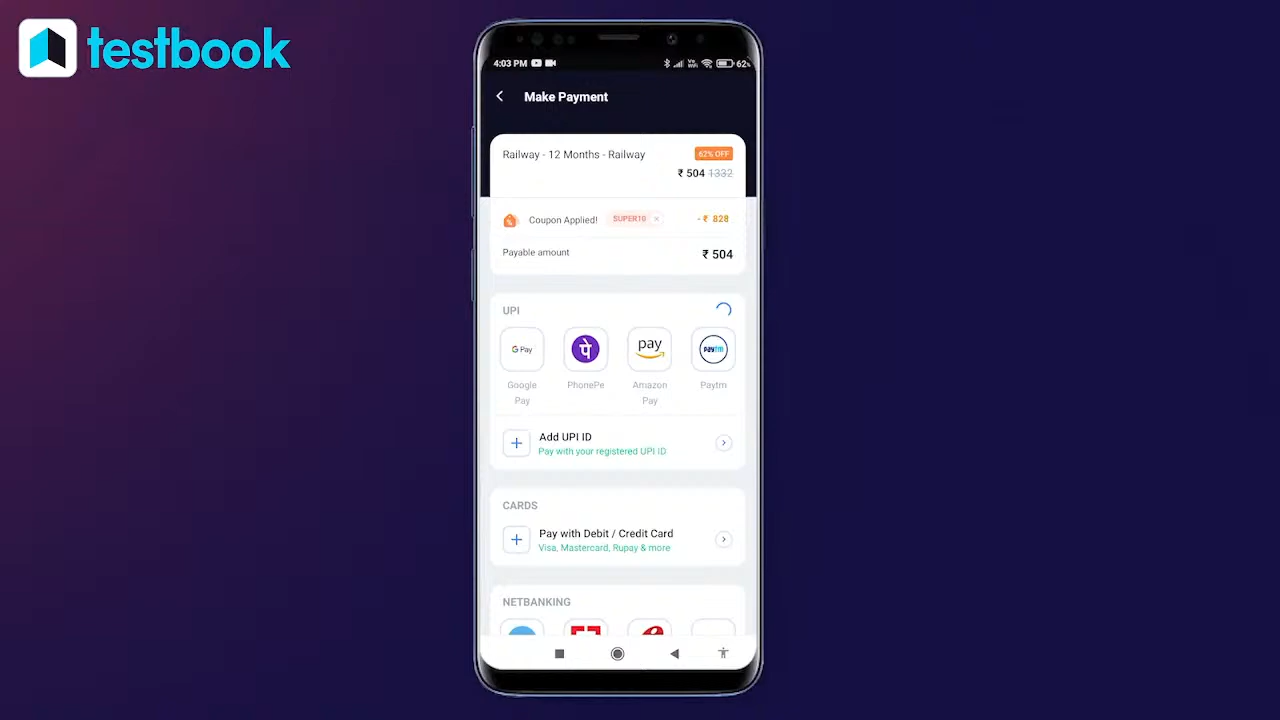 testbook
4:03 PM
62%
Make Payment
Railway - 12 Months - Railway
62% OFF
₹ 504 1332
Coupon Applied! SUPER10 × - ₹ 828
Payable amount ₹ 504
UPI
G Pay पे pay Paytm
Google Pay
PhonePe
Amazon Pay
Paytm
Add UPI ID
Pay with your registered UPI ID
CARDS
Pay with Debit / Credit Card
Visa, Mastercard, Rupay & more
NETBANKING